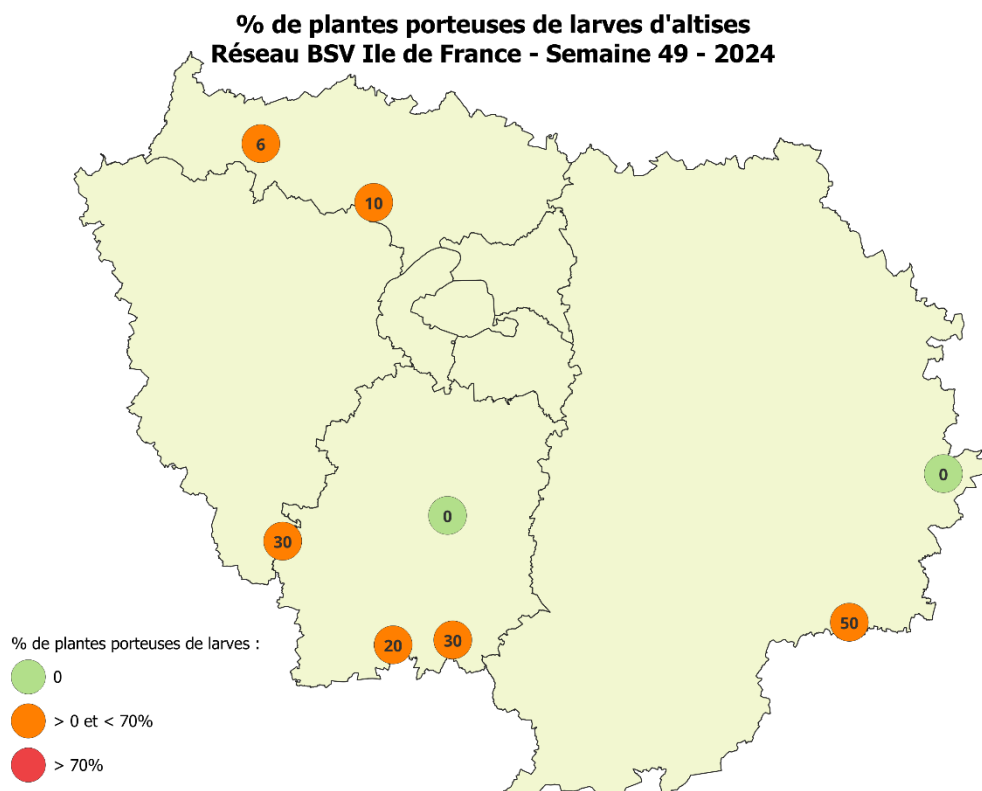 % de plantes porteuses de larves d'altises
Réseau BSV Ile de France - Semaine 49 - 2024
6
10
0
0
30
50
20
30
% de plantes porteuses de larves :
0
> 0 et < 70%
> 70%